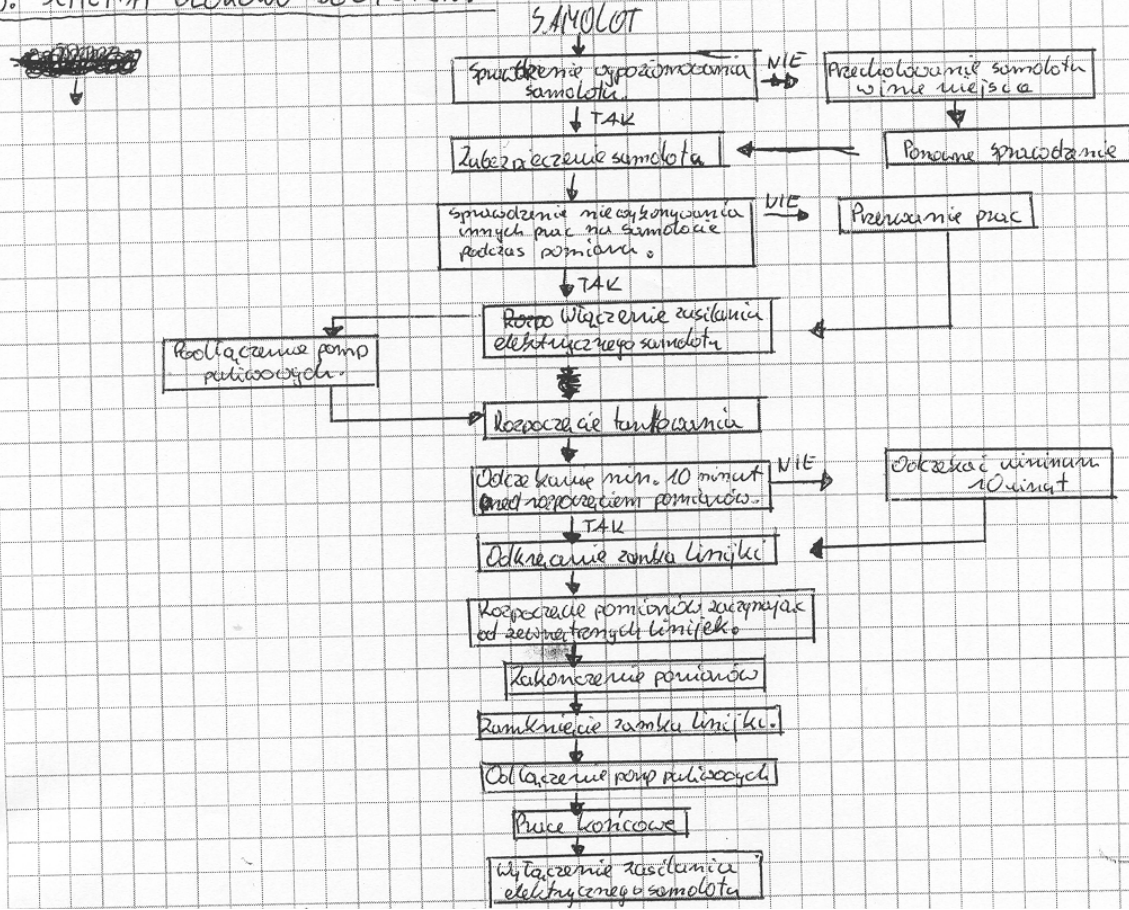 SAMOLOT
Sprawdzenie wypoziomowania
samolotu.
NIE
Przeholowanie samolotu
w inne miejsce
TAK
Zabezpieczenie samolotu
Ponowne sprawdzenie
Sprawdzenie niewykonywania
innych prac na samolocie
podczas pomiaru.
NIE
Przerwanie prac
TAK
Włączenie zasilania
elektrycznego samolotu
Podłączenie pomp
paliwowych.
Rozpoczęcie tankowania
Odczekanie min. 10 minut
przed rozpoczęciem pomiarów.
NIE
Odczekać minimum
10 minut
TAK
Odkręcanie zamka linijki
Rozpoczęcie pomiarów zaczynając
od zewnętrznych linijek.
Zakończenie pomiarów
Zamknięcie zamka linijki.
Odłączenie pomp paliwowych
Prace końcowe
Wyłączenie zasilania
elektrycznego samolotu